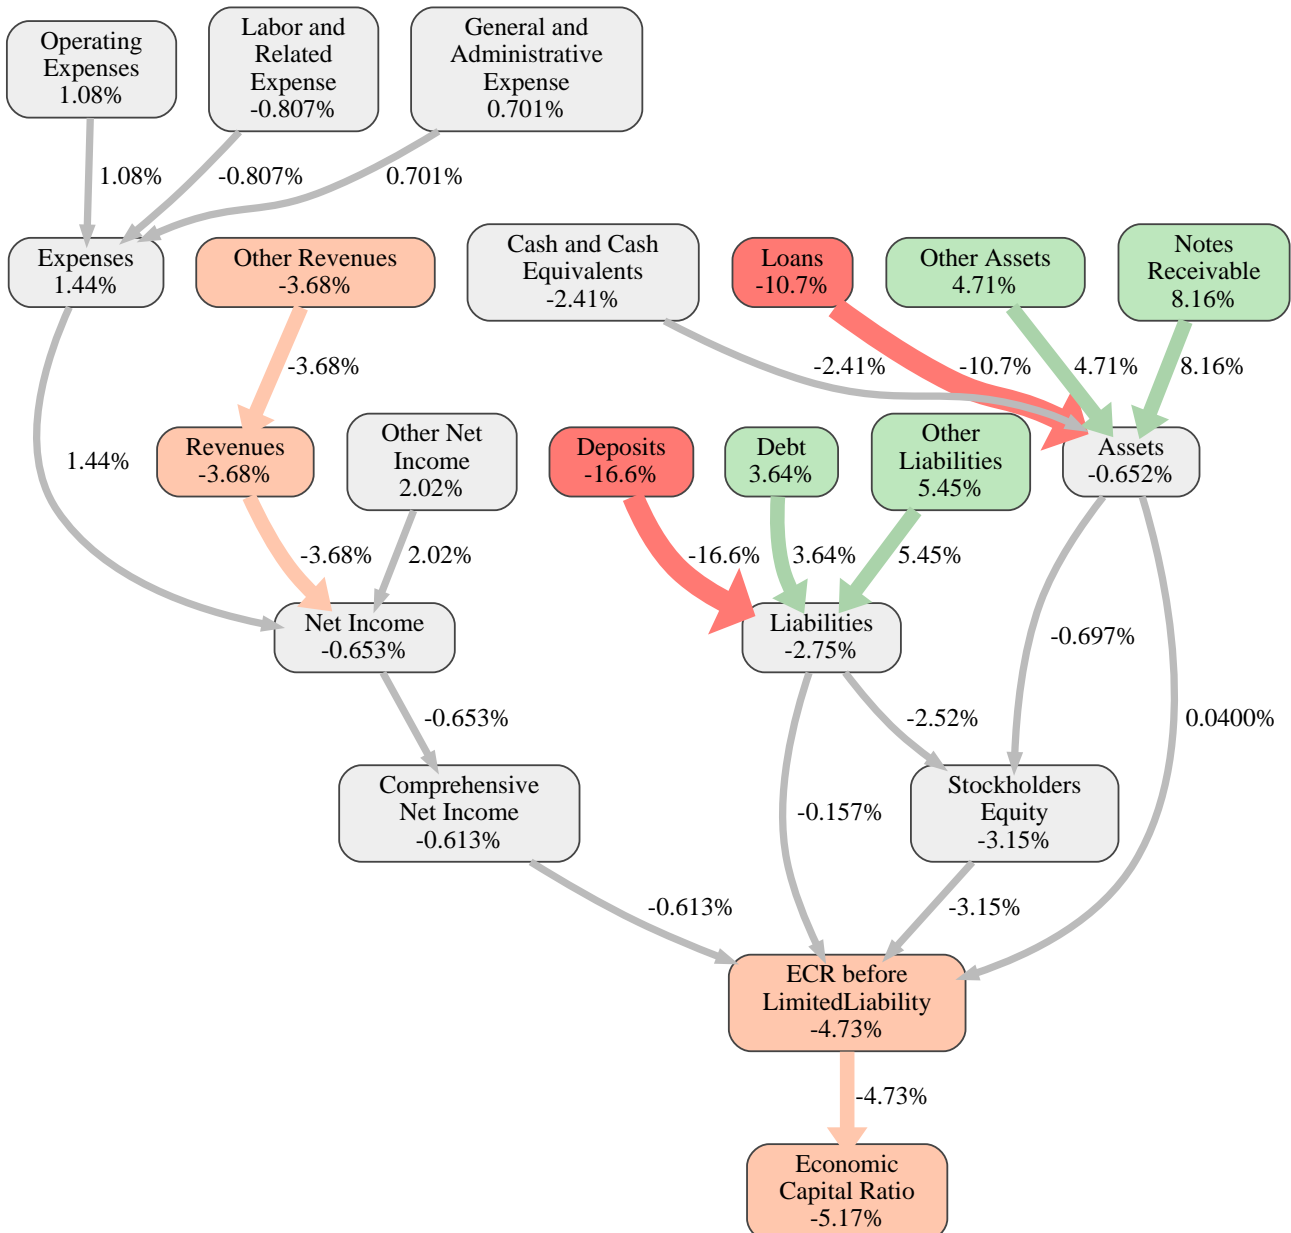 Operating
Expenses
1.08%
Labor and
Related
Expense
-0.807%
General and
Administrative
Expense
0.701%
1.08%
-0.807%
0.701%
Expenses
1.44%
Other Revenues
-3.68%
Cash and Cash
Equivalents
-2.41%
Loans
-10.7%
Other Assets
4.71%
Notes
Receivable
8.16%
-3.68%
-2.41%
-10.7%
4.71%
8.16%
1.44%
Revenues
-3.68%
Other Net
Income
2.02%
Deposits
-16.6%
Debt
3.64%
Other
Liabilities
5.45%
Assets
-0.652%
-3.68%
2.02%
-16.6%
3.64%
5.45%
Net Income
-0.653%
Liabilities
-2.75%
-0.697%
-0.653%
-2.52%
0.0400%
Comprehensive
Net Income
-0.613%
-0.157%
Stockholders
Equity
-3.15%
-0.613%
-3.15%
ECR before
LimitedLiability
-4.73%
-4.73%
Economic
Capital Ratio
-5.17%